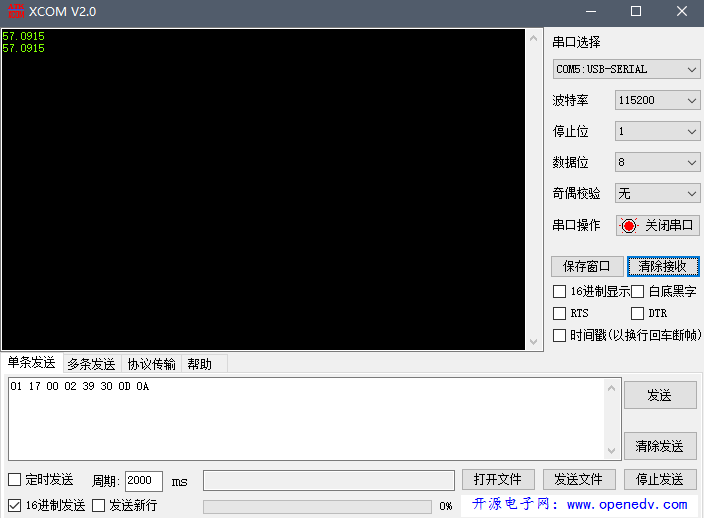 XCOM V2.0
57.0915
57.0915
串口选择
COM5:USB-SERIAL
波特率 115200
停止位 1
数据位 8
奇偶校验 无
串口操作 关闭串口
保存窗口 清除接收
16进制显示 白底黑字
RTS DTR
时间戳(以换行回车断帧)
单条发送 多条发送 协议传输 帮助
01 17 00 02 39 30 0D 0A
发送
清除发送
定时发送 周期: 2000 ms 打开文件 发送文件 停止发送
16进制发送 发送新行 0% 开源电子网: www.openedv.com